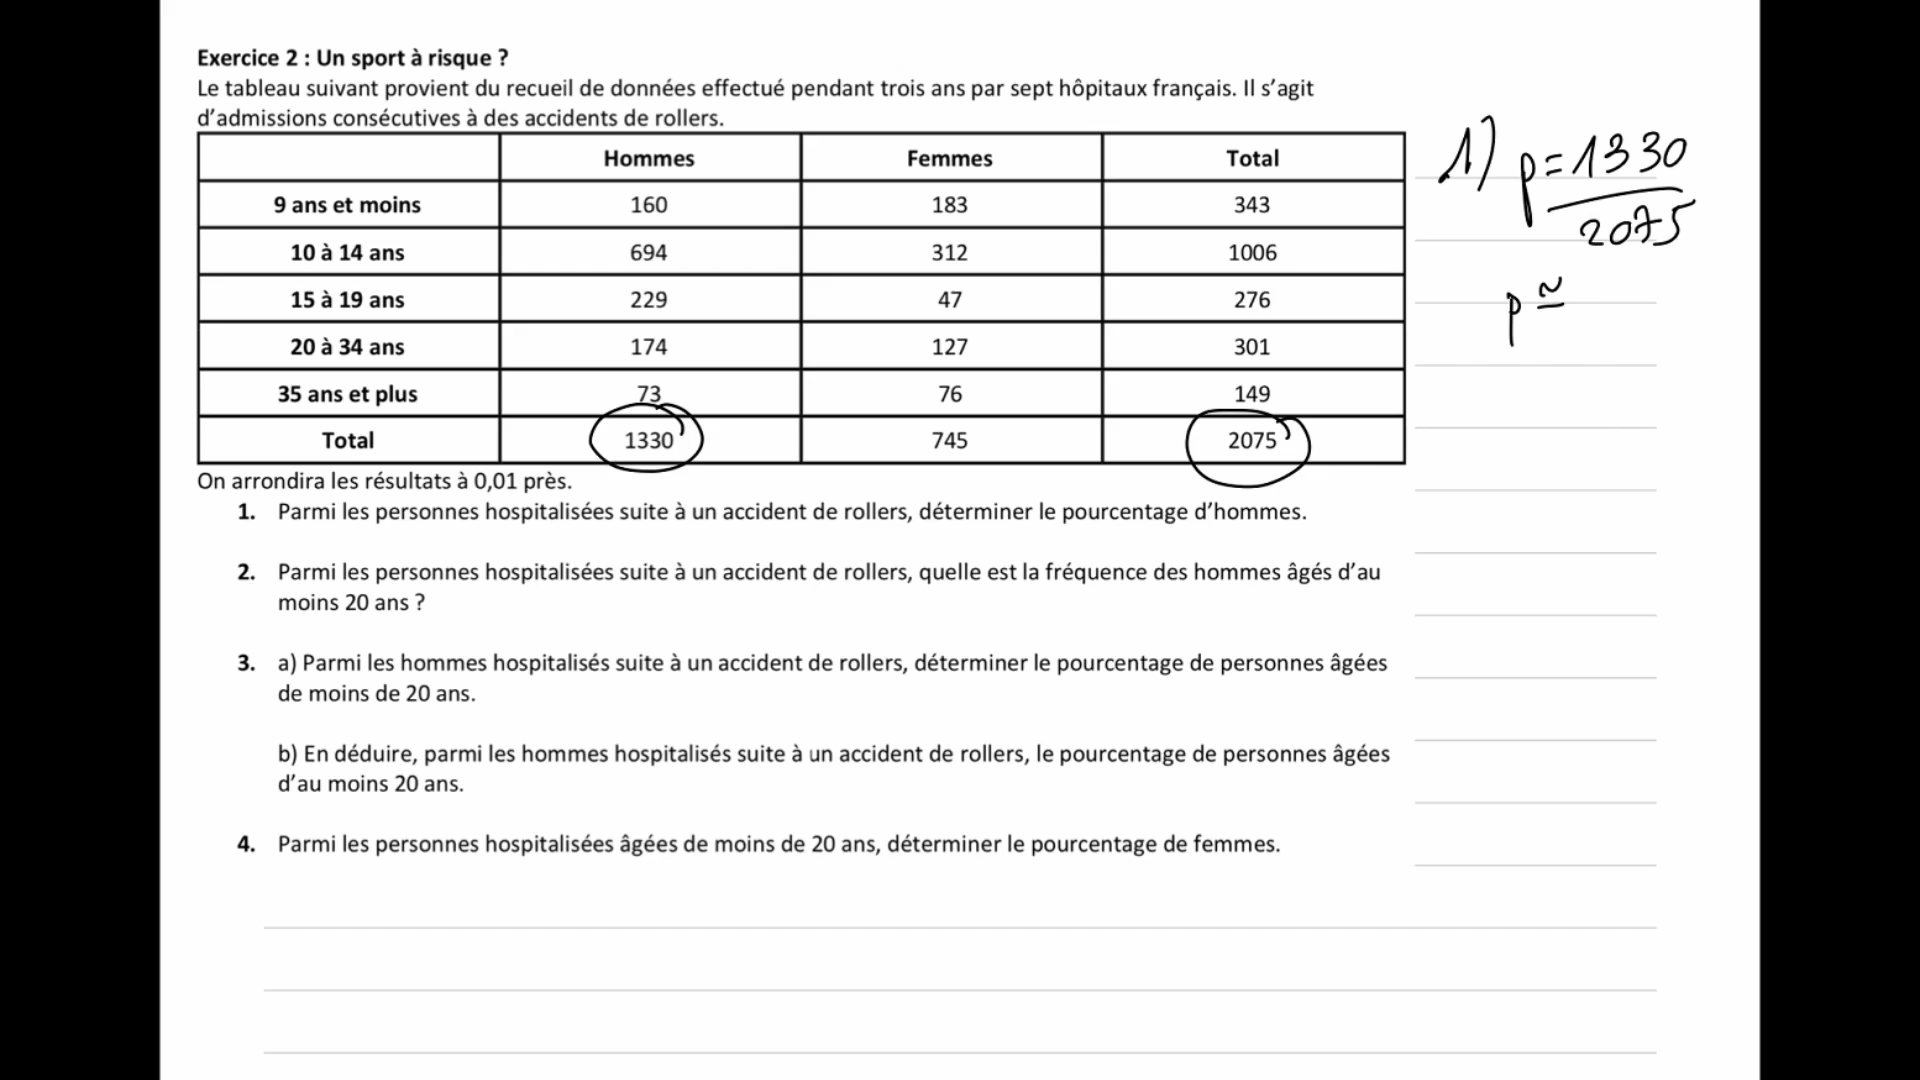 Exercice 2 : Un sport à risque ?
Le tableau suivant provient du recueil de données effectué pendant trois ans par sept hôpitaux français. Il s’agit
d’admissions consécutives à des accidents de rollers.
Hommes Femmes Total
9 ans et moins 160 183 343
10 à 14 ans 694 312 1006
15 à 19 ans 229 47 276
20 à 34 ans 174 127 301
35 ans et plus 73 76 149
Total 1330 745 2075
On arrondira les résultats à 0,01 près.
1. Parmi les personnes hospitalisées suite à un accident de rollers, déterminer le pourcentage d’hommes.
2. Parmi les personnes hospitalisées suite à un accident de rollers, quelle est la fréquence des hommes âgés d’au
moins 20 ans ?
3. a) Parmi les hommes hospitalisés suite à un accident de rollers, déterminer le pourcentage de personnes âgées
de moins de 20 ans.
b) En déduire, parmi les hommes hospitalisés suite à un accident de rollers, le pourcentage de personnes âgées
d’au moins 20 ans.
4. Parmi les personnes hospitalisées âgées de moins de 20 ans, déterminer le pourcentage de femmes.
1) p = 1330
2075
p ≃